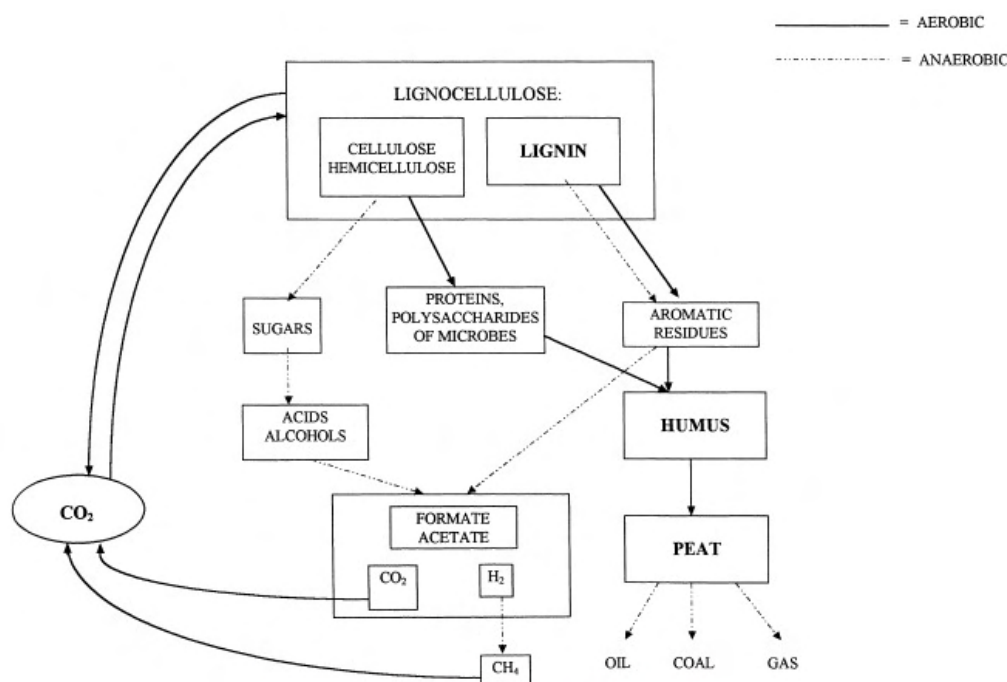 = AEROBIC
= ANAEROBIC
LIGNOCELLULOSE:
CELLULOSE
HEMICELLULOSE
LIGNIN
SUGARS
PROTEINS,
POLYSACCHARIDES
OF MICROBES
AROMATIC
RESIDUES
ACIDS
ALCOHOLS
HUMUS
CO₂
FORMATE
ACETATE
PEAT
CO₂
H₂
CH₄
OIL
COAL
GAS